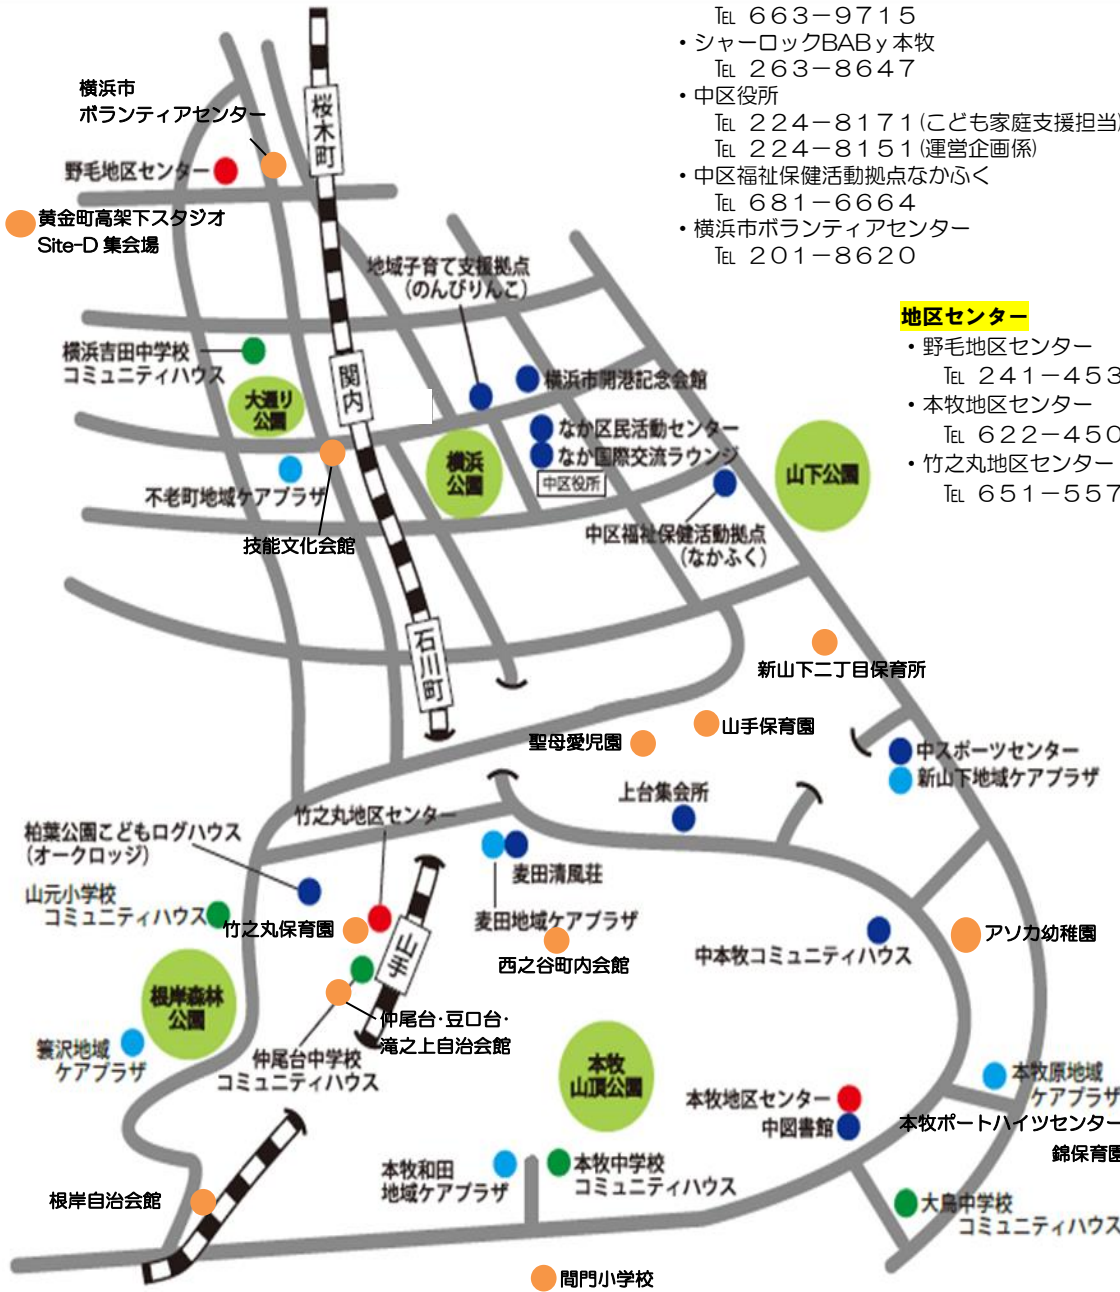 TEL 663-9715
・シャーロックBABy本牧
TEL 263-8647
・中区役所
TEL 224-8171(こども家庭支援担当)
TEL 224-8151(運営企画係)
・中区福祉保健活動拠点なかふく
TEL 681-6664
・横浜市ボランティアセンター
TEL 201-8620
地区センター
・野毛地区センター
TEL 241-453
・本牧地区センター
TEL 622-450
・竹之丸地区センター
TEL 651-557
横浜市
ボランティアセンター
桜木町
野毛地区センター
黄金町高架下スタジオ
Site-D 集会場
地域子育て支援拠点
(のんびりんこ)
横浜吉田中学校
コミュニティハウス
関内
横浜市開港記念会館
大通り
公園
なか区民活動センター
なか国際交流ラウンジ
中区役所
横浜
公園
山下公園
不老町地域ケアプラザ
技能文化会館
中区福祉保健活動拠点
(なかふく)
石川町
新山下二丁目保育所
山手保育園
聖母愛児園
中スポーツセンター
新山下地域ケアプラザ
上台集会所
竹之丸地区センター
柏葉公園こどもログハウス
(オークロッジ)
麦田清風荘
山元小学校
コミュニティハウス
麦田地域ケアプラザ
竹之丸保育園
山手
西之谷町内会館
中本牧コミュニティハウス
アソカ幼稚園
根岸森林
公園
仲尾台・豆口台・
滝之上自治会館
簑沢地域
ケアプラザ
仲尾台中学校
コミュニティハウス
本牧
山頂公園
本牧原地域
ケアプラザ
本牧地区センター
中図書館
本牧ポートハイツセンター
錦保育園
本牧和田
地域ケアプラザ
本牧中学校
コミュニティハウス
根岸自治会館
大鳥中学校
コミュニティハウス
間門小学校